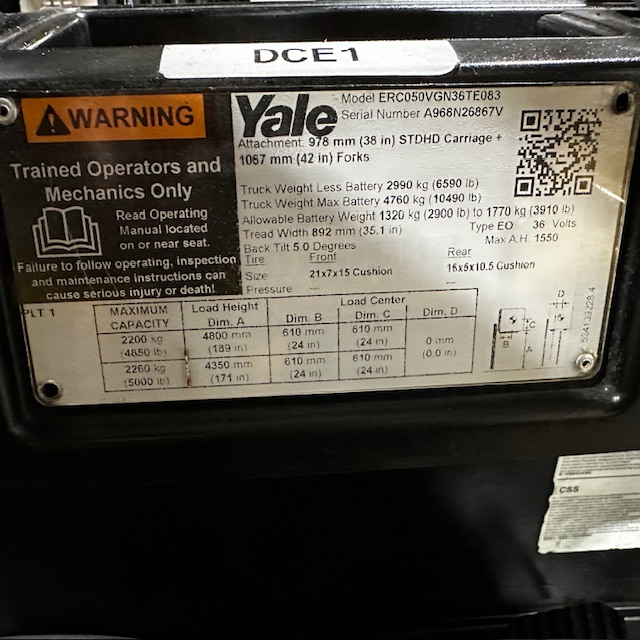 DCE1
WARNING
Trained Operators and
Mechanics Only
Read Operating
Manual located
on or near seat.
Failure to follow operating, inspection
and maintenance instructions can
cause serious injury or death!
Yale
Model ERC050VGN36TE083
Serial Number A968N26867V
Attachment: 978 mm (38 in) STDHD Carriage +
1067 mm (42 in) Forks
Truck Weight Less Battery 2990 kg (6590 lb)
Truck Weight Max Battery 4760 kg (10490 lb)
Allowable Battery Weight 1320 kg (2900 lb) to 1770 kg (3910 lb)
Tread Width 892 mm (35.1 in) Type EO 36 Volts
Back Tilt 5.0 Degrees Max A.H. 1550
Tire Front Rear
Size 21x7x15 Cushion 16x5x10.5 Cushion
Pressure --- ---
PLT 1
MAXIMUM CAPACITY Load Height Dim. A Load Center Dim. B Dim. C Dim. D
2200 kg (4850 lb) 4800 mm (189 in) 610 mm (24 in) 610 mm (24 in) 0 mm (0.0 in)
2260 kg (5000 lb) 4350 mm (171 in) 610 mm (24 in) 610 mm (24 in)
D
C
B
A
524193228.4
CSS